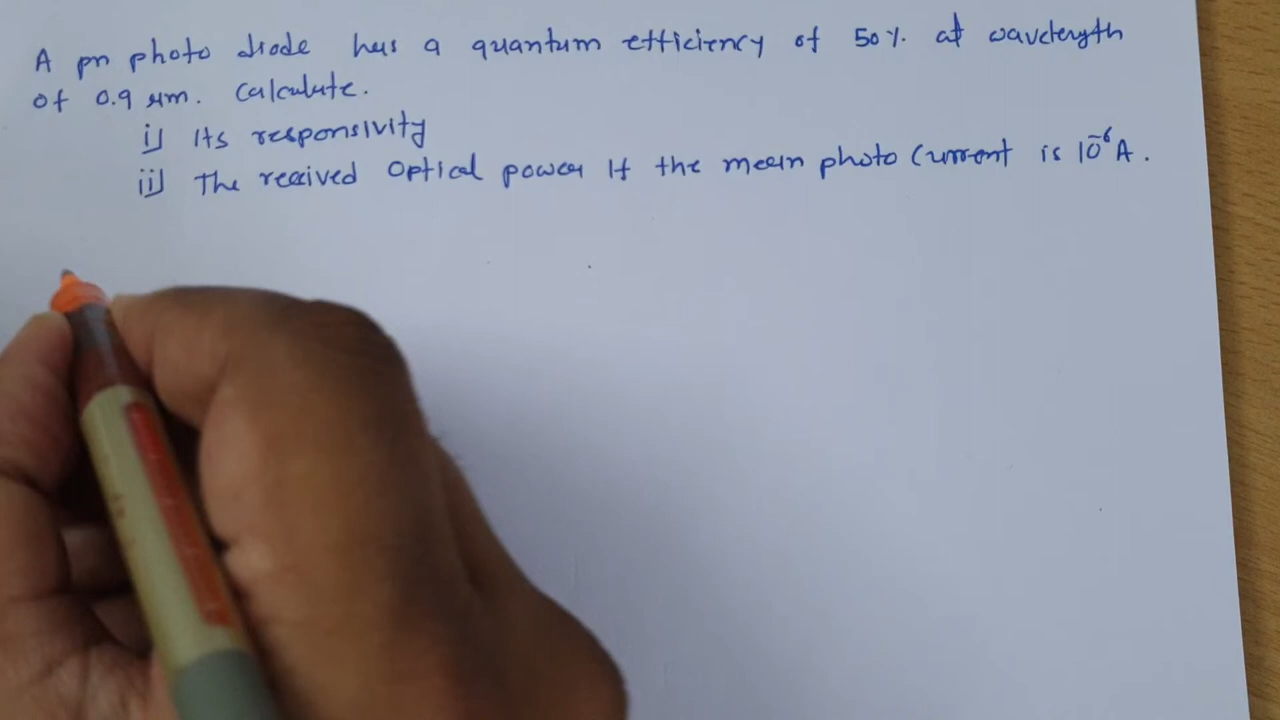 A pn photo diode has a quantum efficiency of 50%. at wavelength
of 0.9 μm. Calculate.
i) Its responsivity
ii) The received optical power If the mean photo Current is 10⁻⁶A.